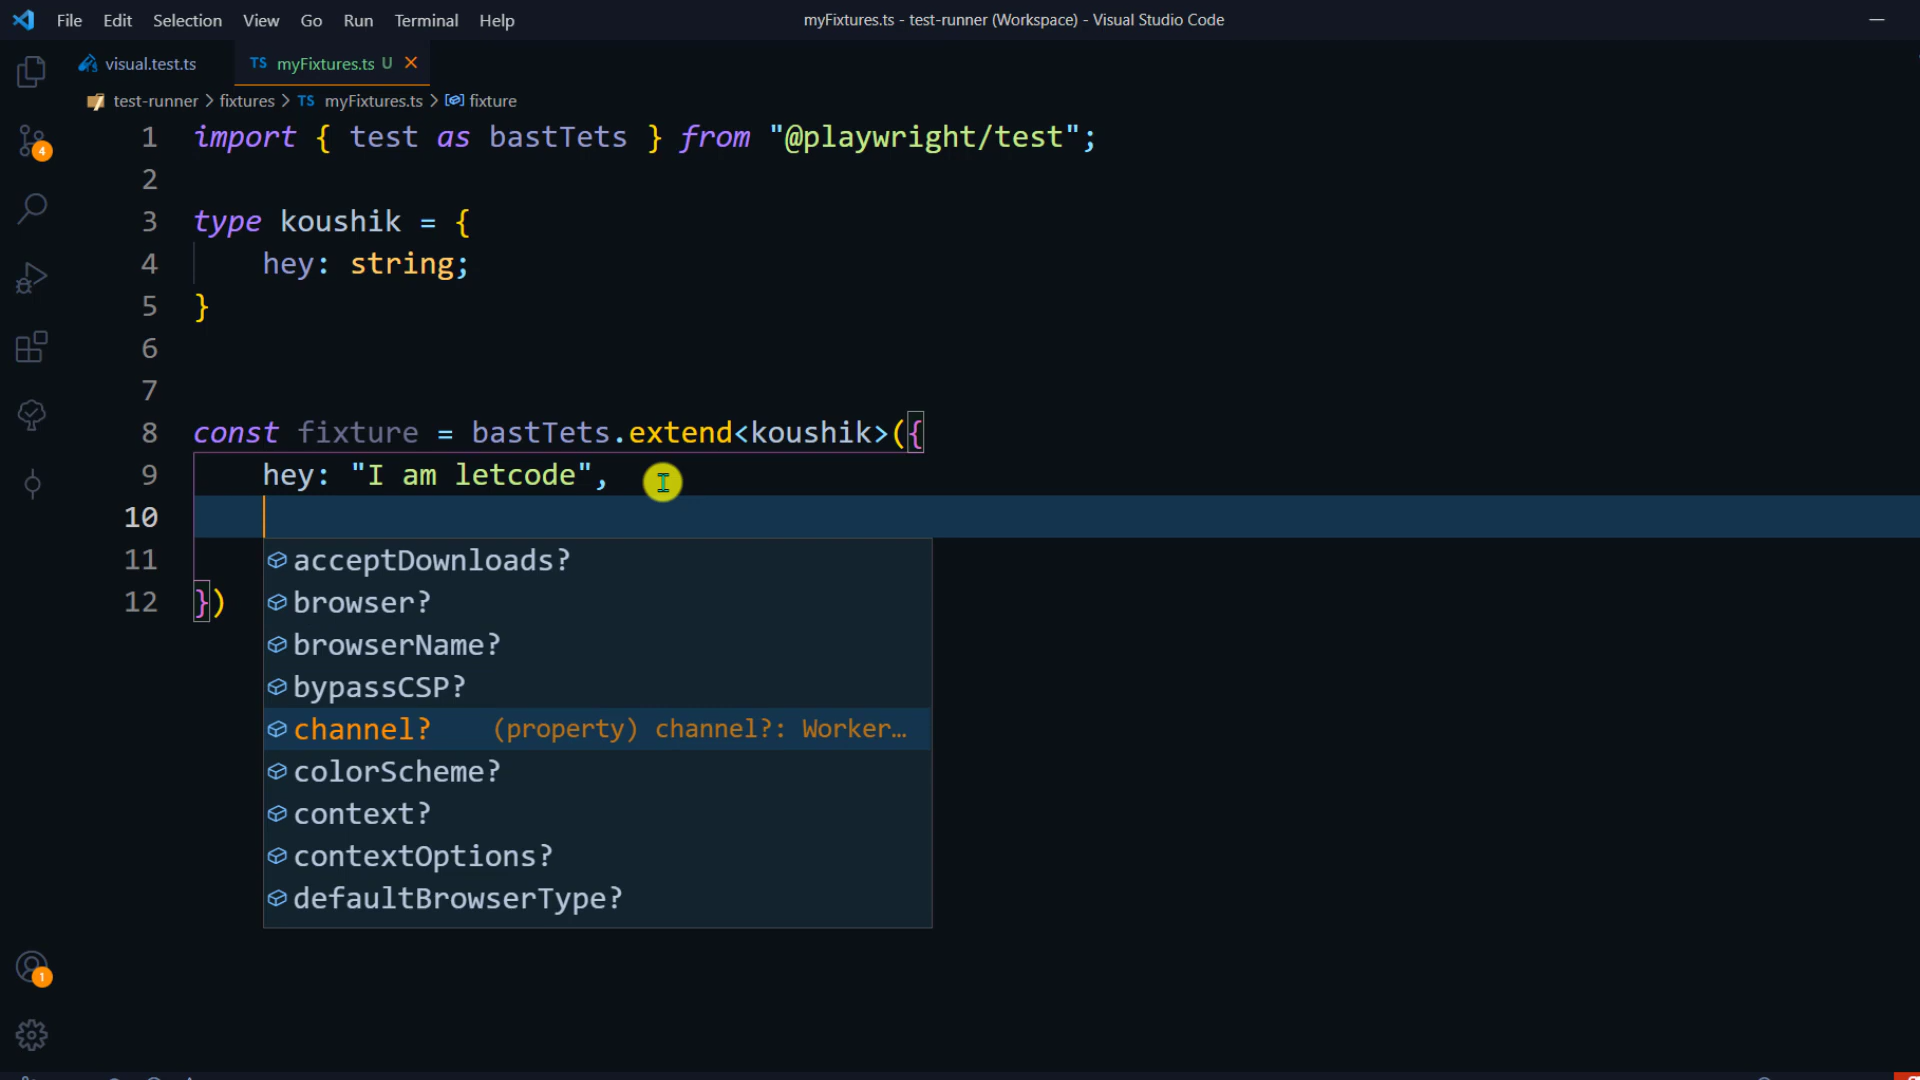 File Edit Selection View Go Run Terminal Help
myFixtures.ts - test-runner (Workspace) - Visual Studio Code
visual.test.ts TS myFixtures.ts U
test-runner > fixtures > TS myFixtures.ts > fixture
1 import { test as bastTets } from "@playwright/test";
2
3 type koushik = {
4 hey: string;
5 }
6
7
8 const fixture = bastTets.extend<koushik>({
9 hey: "I am letcode",
10
11
12 })
acceptDownloads?
browser?
browserName?
bypassCSP?
channel? (property) channel?: Worker…
colorScheme?
context?
contextOptions?
defaultBrowserType?
4
1